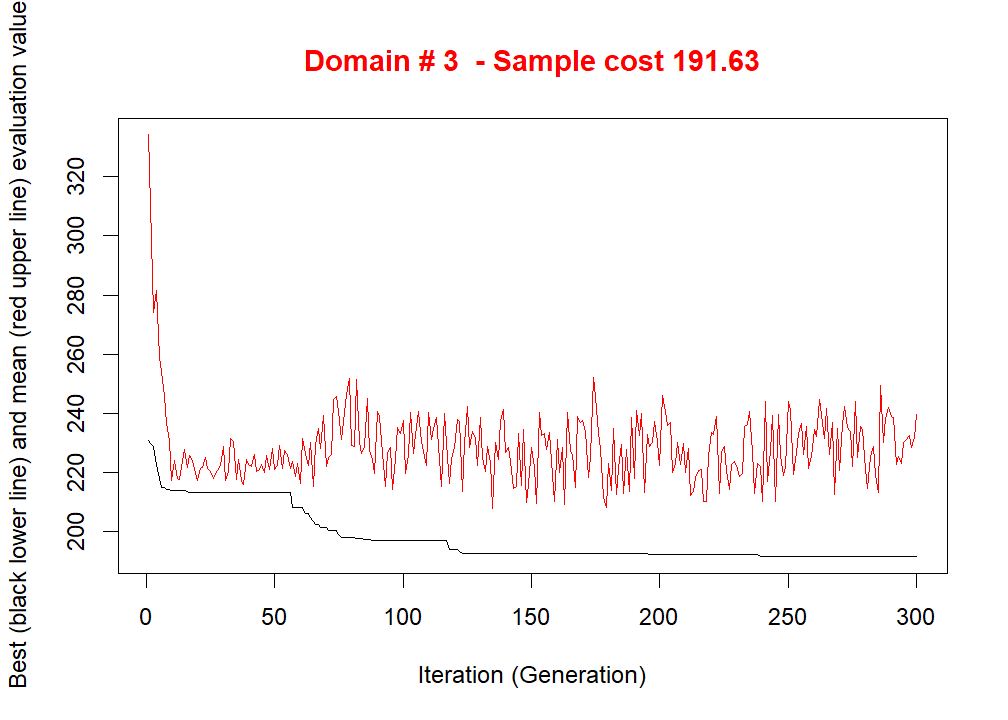 Domain # 3 - Sample cost 191.63
Best (black lower line) and mean (red upper line) evaluation value
320
300
280
260
240
220
200
0 50 100 150 200 250 300
Iteration (Generation)